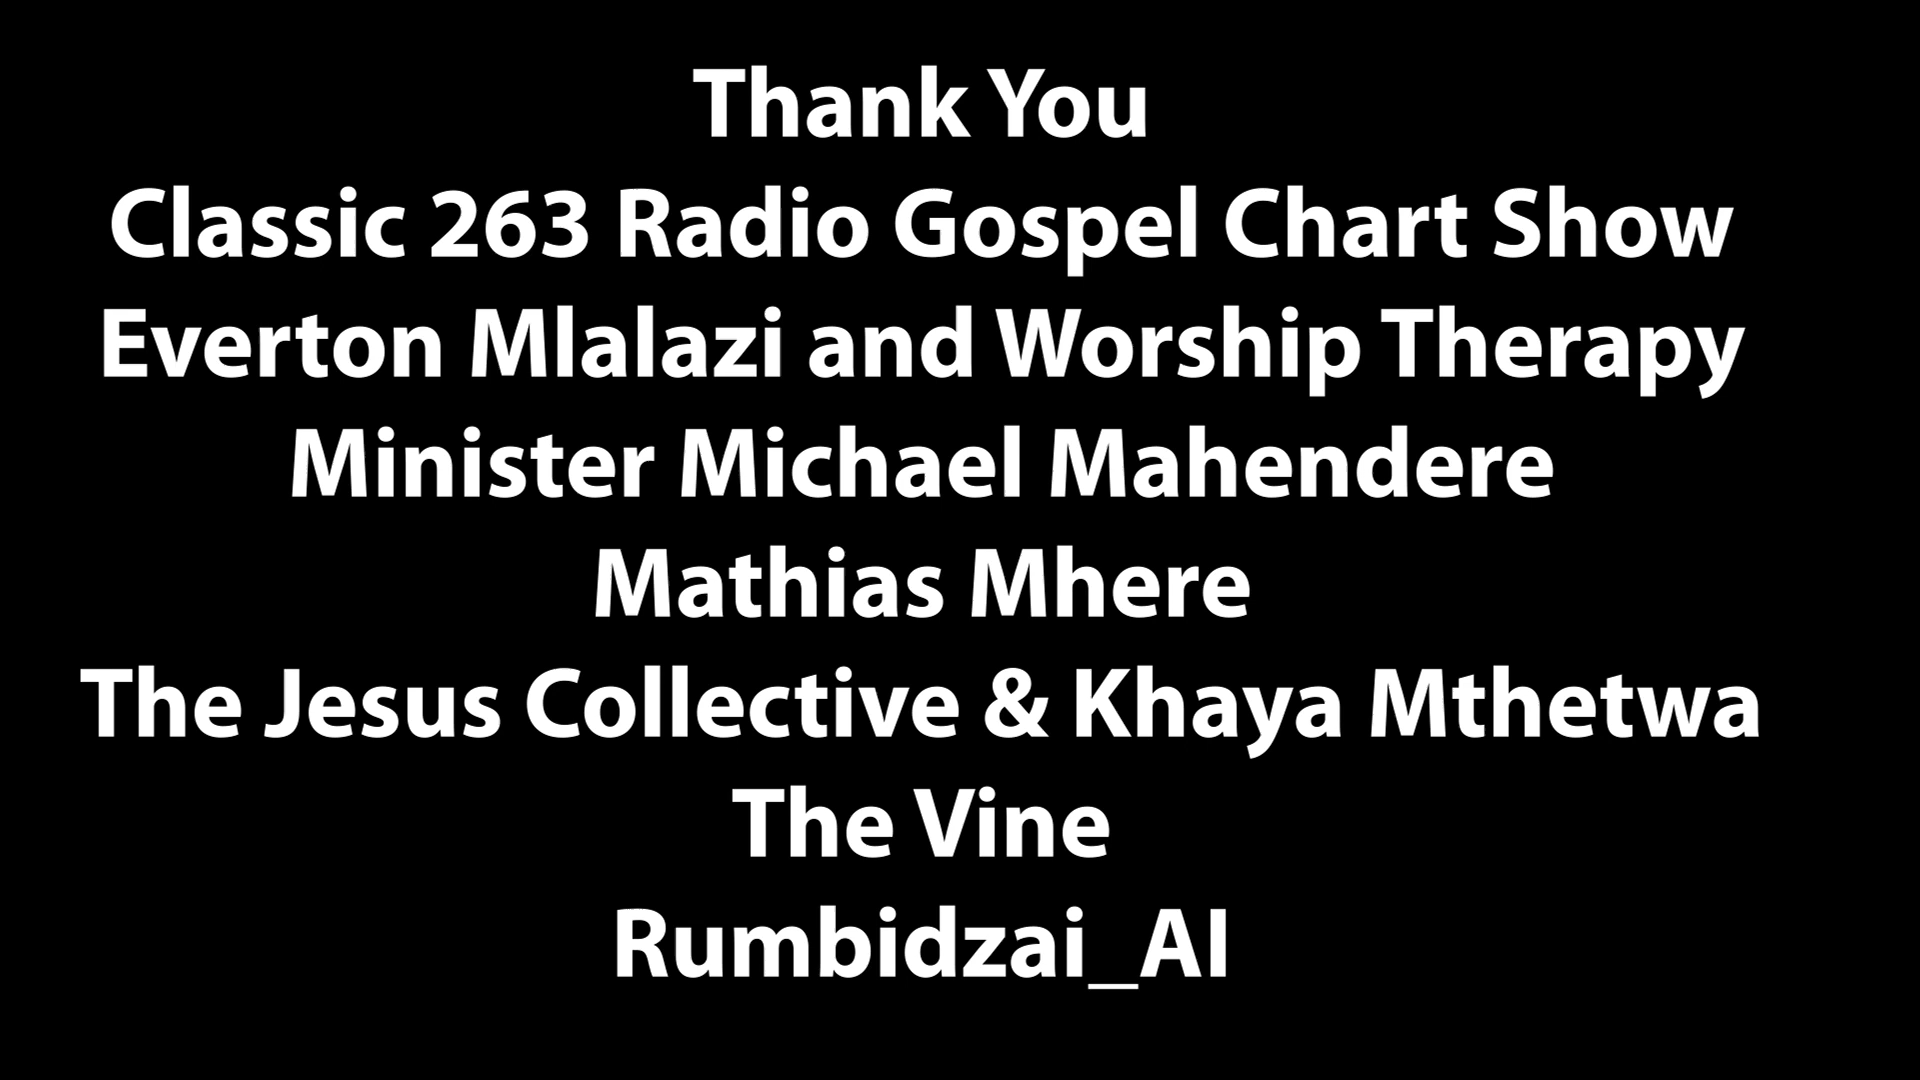 Thank You
Classic 263 Radio Gospel Chart Show
Everton Mlalazi and Worship Therapy
Minister Michael Mahendere
Mathias Mhere
The Jesus Collective & Khaya Mthetwa
The Vine
Rumbidzai_AI